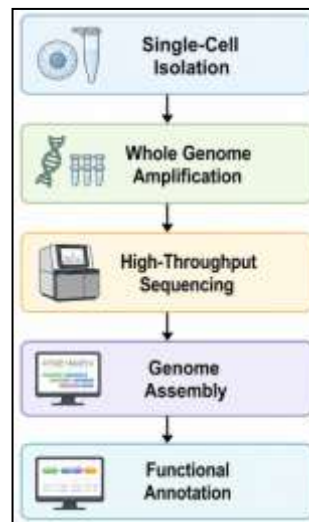 Single-Cell
Isolation
Whole Genome
Amplification
High-Throughput
Sequencing
Genome
Assembly
Functional
Annotation